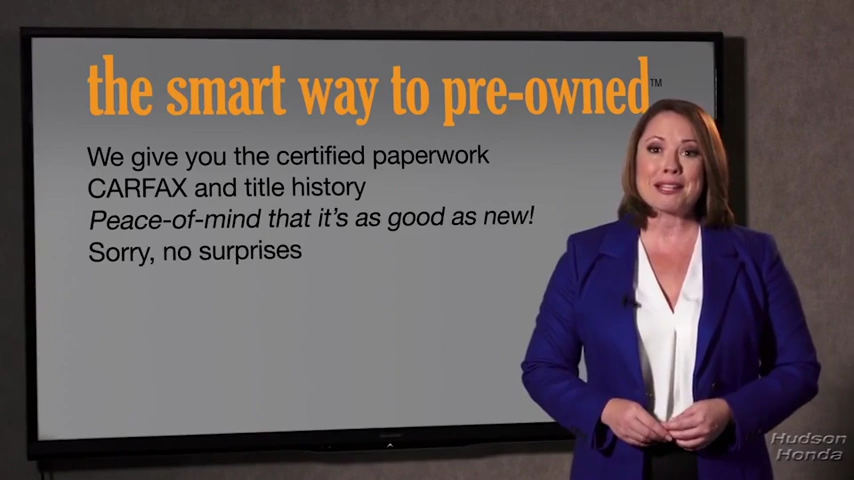 the smart way to pre-owned™
We give you the certified paperwork
CARFAX and title history
Peace-of-mind that it's as good as new!
Sorry, no surprises
Hudson
Honda